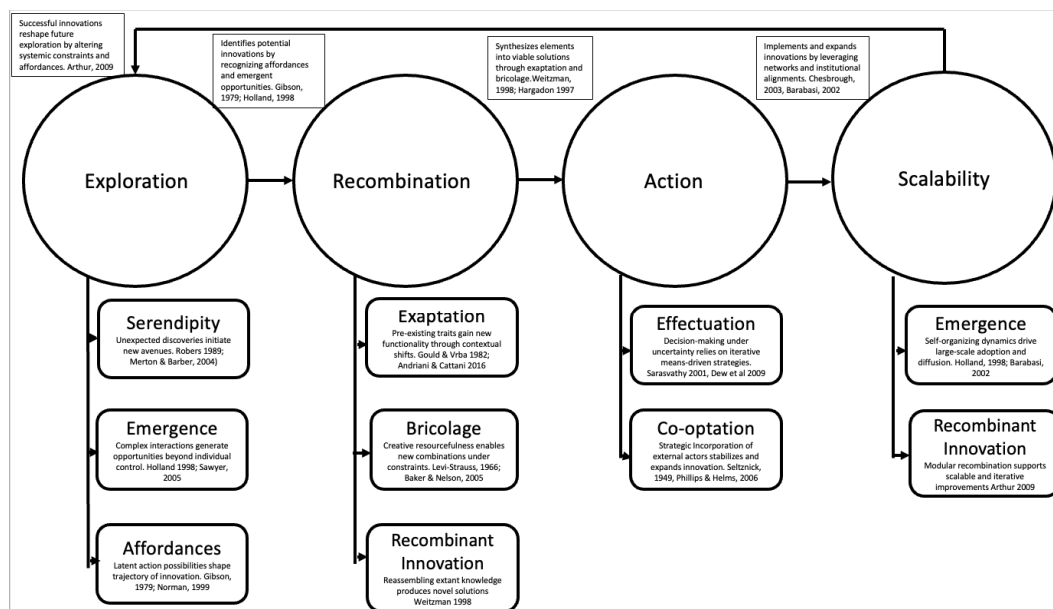 Successful innovations
reshape future
exploration by altering
systemic constraints and
affordances. Arthur, 2009
Identifies potential
innovations by
recognizing affordances
and emergent
opportunities. Gibson,
1979; Holland, 1998
Synthesizes elements
into viable solutions
through exaptation and
bricolage.Weitzman,
1998; Hargadon 1997
Implements and expands
innovations by leveraging
networks and institutional
alignments. Chesbrough,
2003, Barabasi, 2002
Exploration
Recombination
Action
Scalability
Serendipity
Unexpected discoveries initiate
new avenues. Robers 1989;
Merton & Barber, 2004)
Emergence
Complex interactions generate
opportunities beyond individual
control. Holland 1998; Sawyer,
2005
Affordances
Latent action possibilities shape
trajectory of innovation. Gibson,
1979; Norman, 1999
Exaptation
Pre-existing traits gain new
functionality through contextual
shifts. Gould & Vrba 1982;
Andriani & Cattani 2016
Bricolage
Creative resourcefulness enables
new combinations under
constraints. Levi-Strauss, 1966;
Baker & Nelson, 2005
Recombinant
Innovation
Reassembling extant knowledge
produces novel solutions
Weitzman 1998
Effectuation
Decision-making under
uncertainty relies on iterative
means-driven strategies.
Sarasvathy 2001, Dew et al 2009
Co-optation
Strategic Incorporation of
external actors stabilizes and
expands innovation. Seltznick,
1949, Phillips & Helms, 2006
Emergence
Self-organizing dynamics drive
large-scale adoption and
diffusion. Holland, 1998; Barabasi,
2002
Recombinant
Innovation
Modular recombination supports
scalable and iterative
improvements Arthur 2009